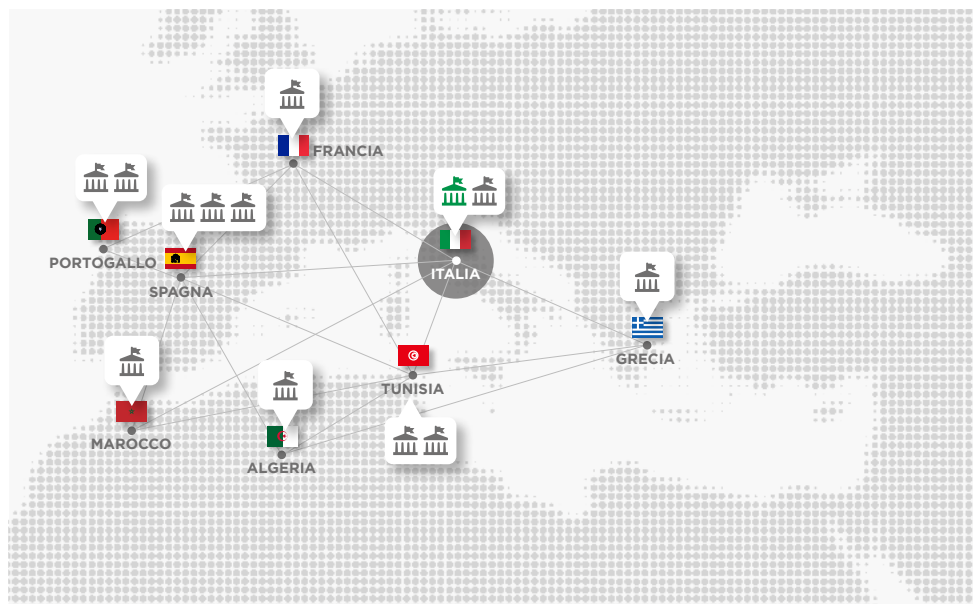 FRANCIA
PORTOGALLO
ITALIA
SPAGNA
GRECIA
TUNISIA
MAROCCO
ALGERIA